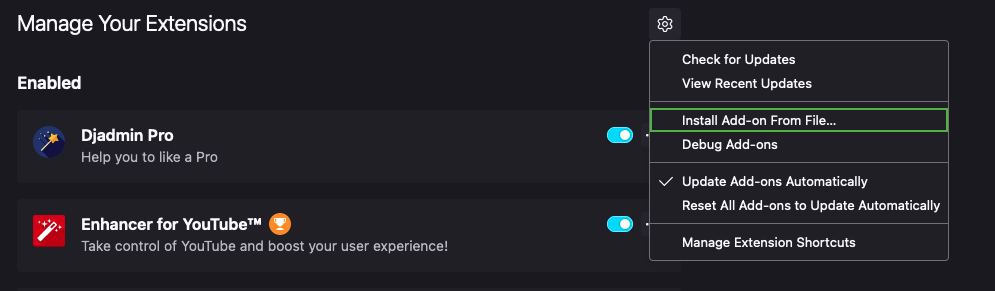 Manage Your Extensions
Check for Updates
View Recent Updates
Enabled
Install Add-on From File...
Djadmin Pro
Debug Add-ons
Help you to like a Pro
Update Add-ons Automatically
Reset All Add-ons to Update Automatically
Enhancer for YouTube™
Take control of YouTube and boost your user experience!
Manage Extension Shortcuts